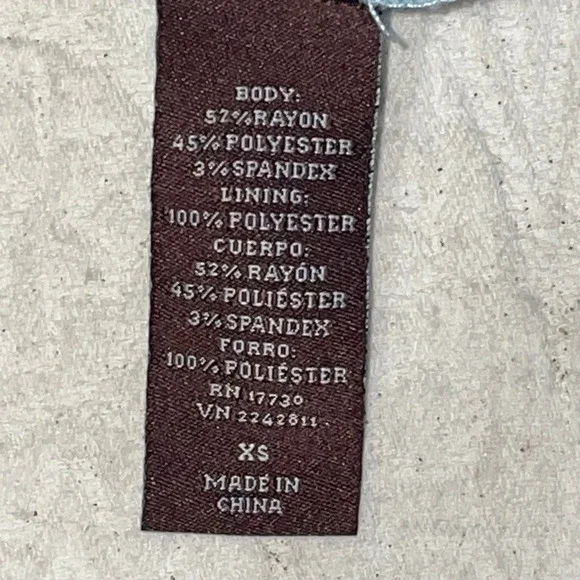 BODY:
52%RAYON
45%POLYESTER
3%SPANDEX
LINING:
100%POLYESTER
CUERPO:
52%RAYÓN
45%POLIÉSTER
3%SPANDEX
FORRO:
100%POLIÉSTER
RN 17730
VN 2242811
XS
MADE IN
CHINA